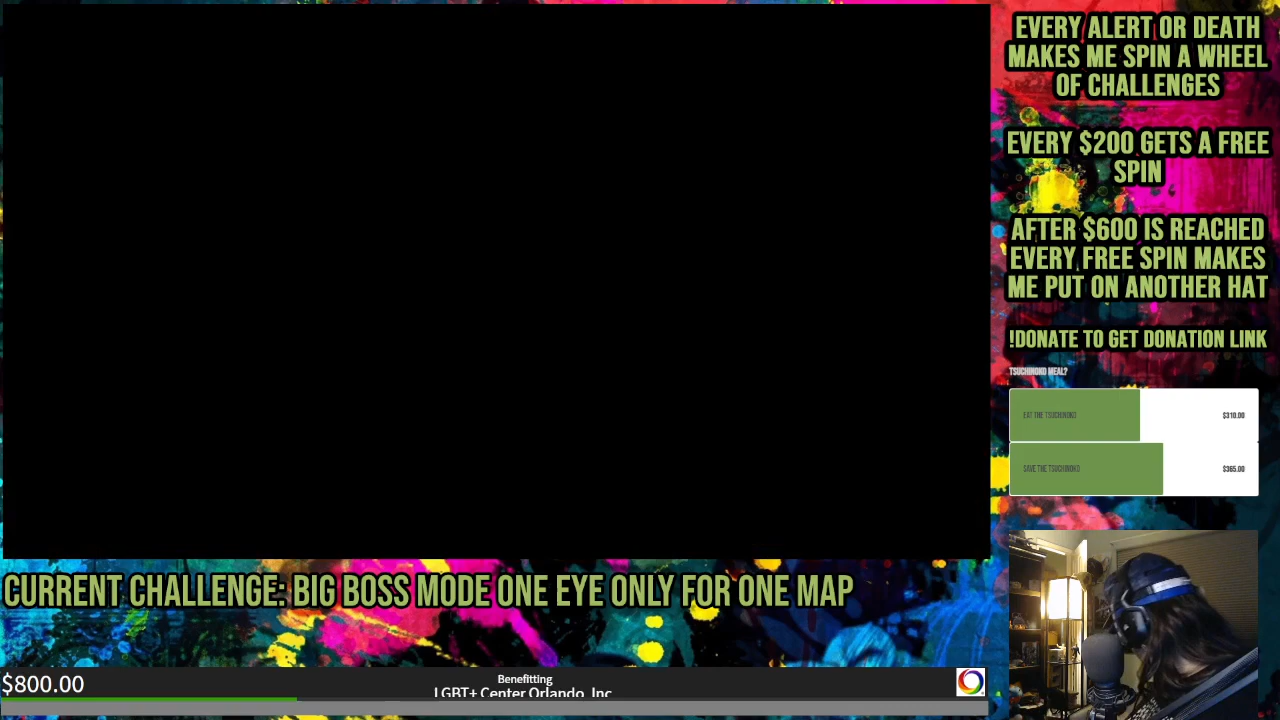 EVERY ALERT OR DEATH
MAKES ME SPIN A WHEEL
OF CHALLENGES
EVERY $200 GETS A FREE
SPIN
AFTER $600 IS REACHED
EVERY FREE SPIN MAKES
ME PUT ON ANOTHER HAT
!DONATE TO GET DONATION LINK
TSUCHINOKO MEAL?
EAT THE TSUCHINOKO $310.00
SAVE THE TSUCHINOKO $365.00
CURRENT CHALLENGE: BIG BOSS MODE ONE EYE ONLY FOR ONE MAP
$800.00
Benefitting
LGBT+ Center Orlando, Inc